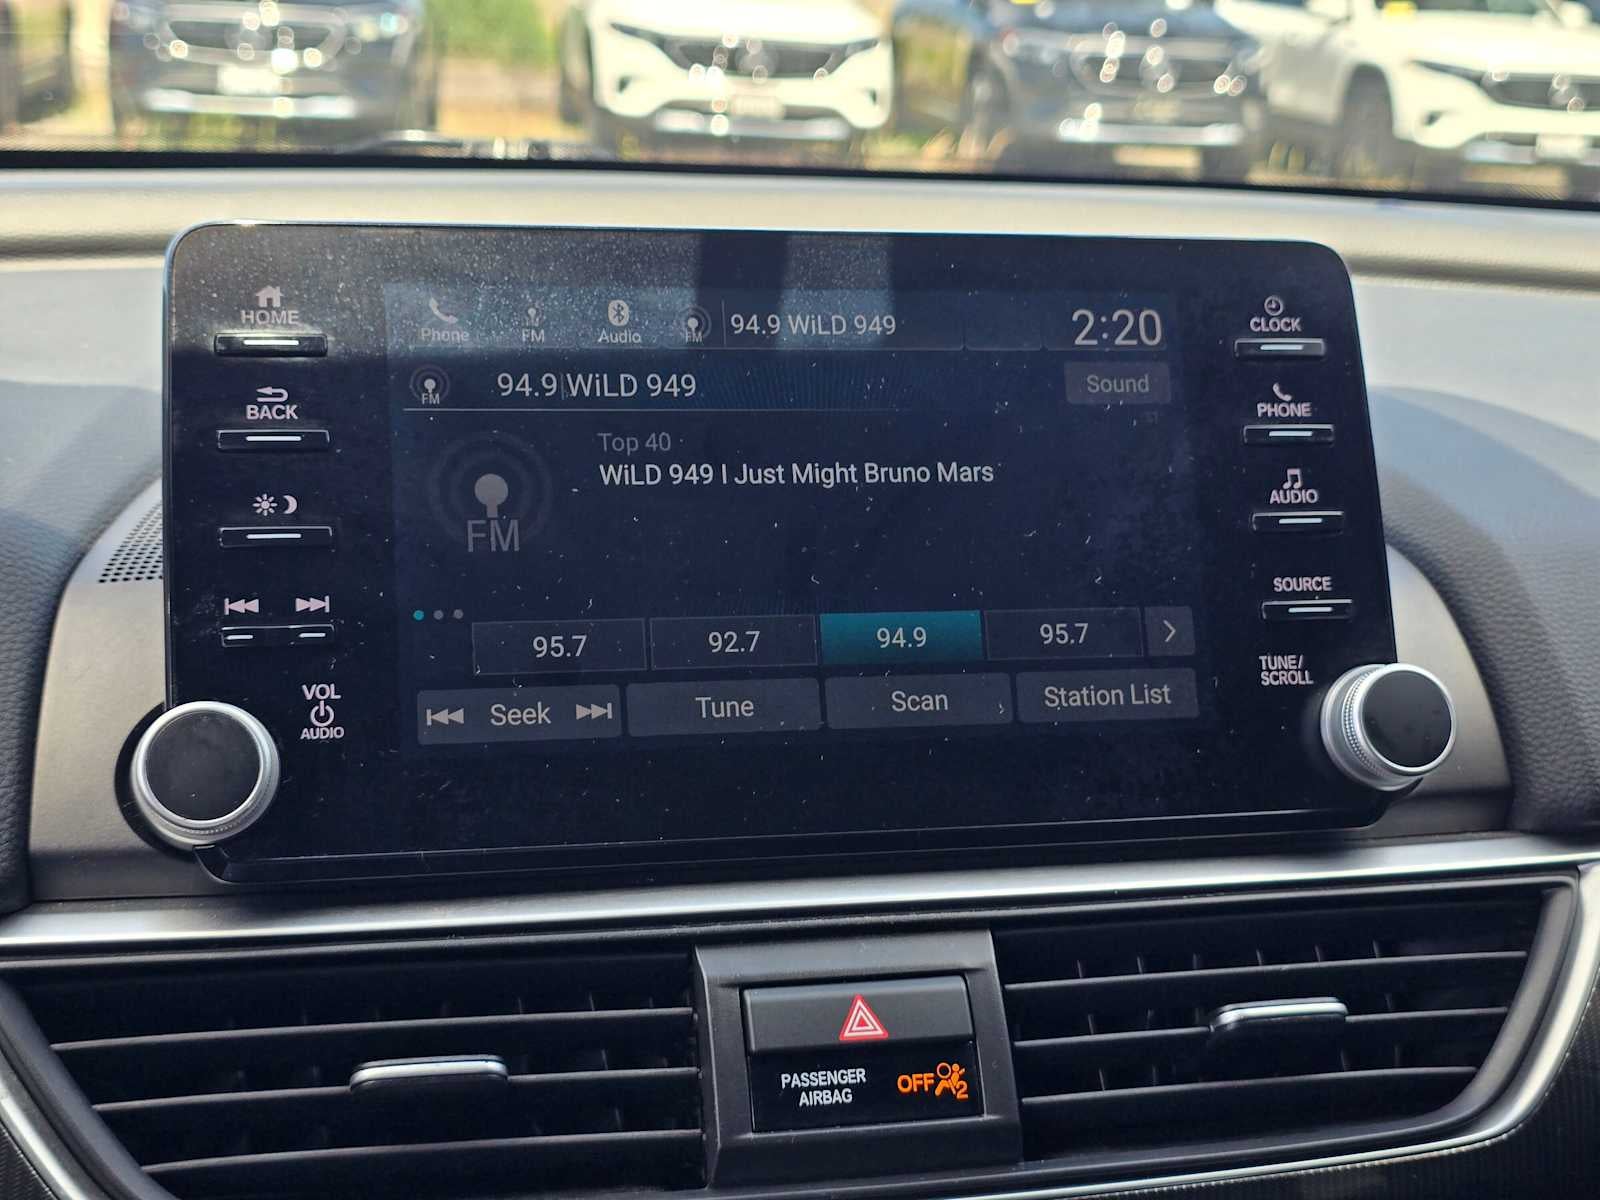 HOME
BACK
VOL
AUDIO
Phone
FM
Audio
FM
94.9 WiLD 949
2:20
FM
94.9 WiLD 949
Sound
Top 40
WiLD 949 I Just Might Bruno Mars
FM
95.7
92.7
94.9
95.7
Seek
Tune
Scan
Station List
CLOCK
PHONE
AUDIO
SOURCE
TUNE/
SCROLL
PASSENGER
AIRBAG
OFF
2